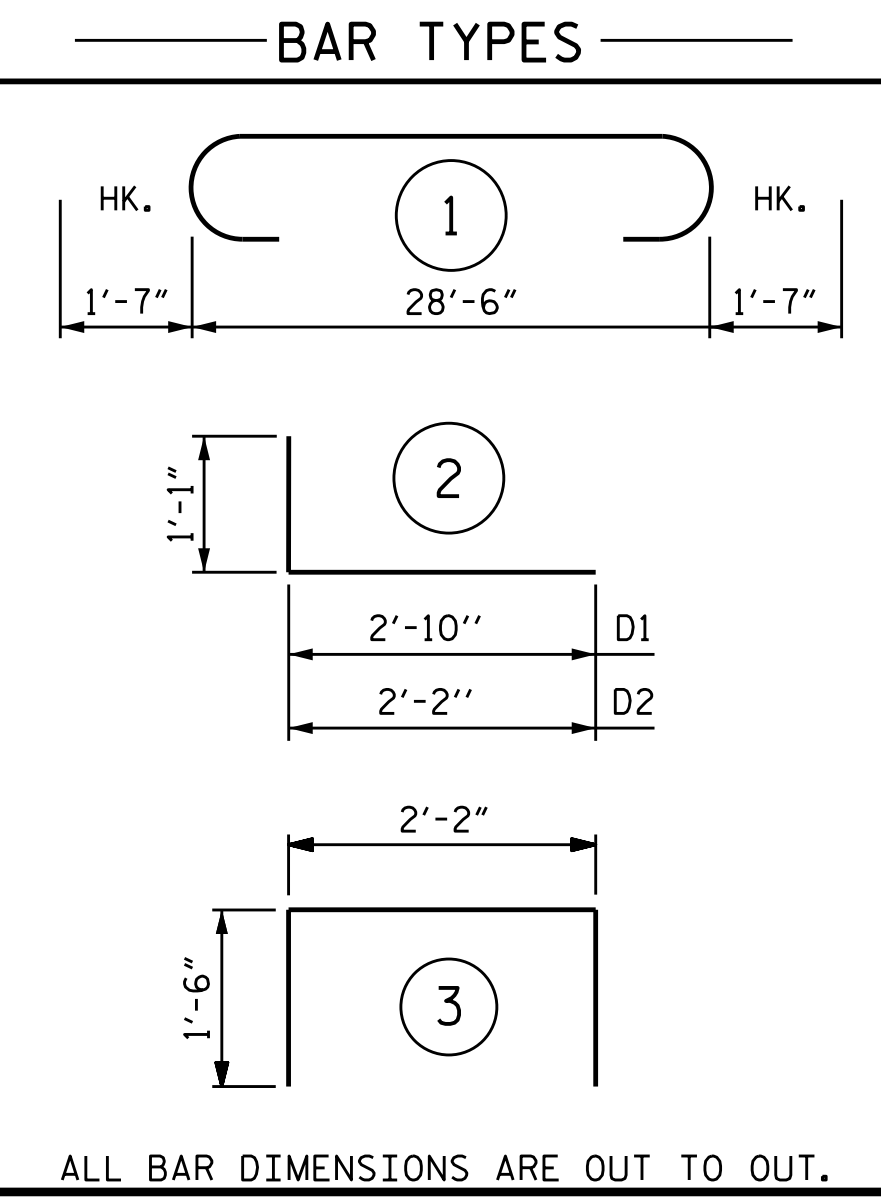 BAR TYPES
HK. 1 HK.
1'-7" 28'-6" 1'-7"
2
1'-1"
2'-10'' D1
2'-2'' D2
2'-2"
1'-6"
3
ALL BAR DIMENSIONS ARE OUT TO OUT.